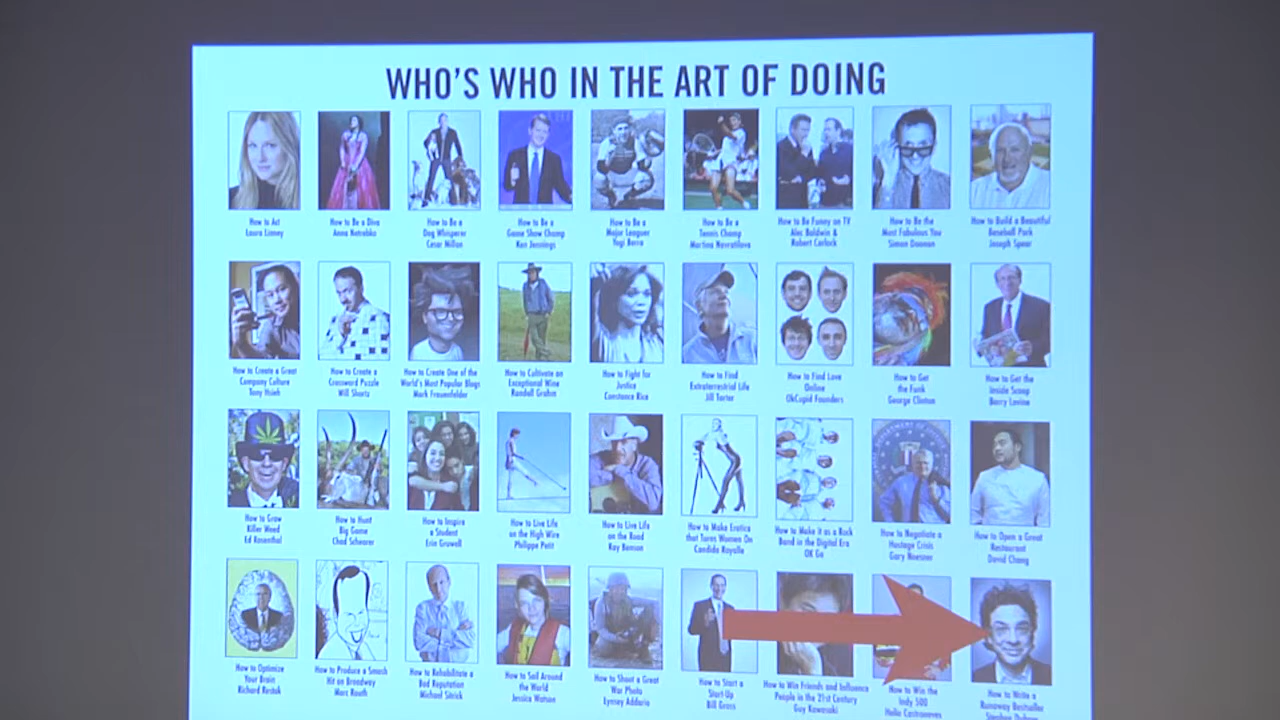 WHO'S WHO IN THE ART OF DOING
How to Act
Laura Linney
How to Be a Diva
Anna Netrebko
How to Be a
Dog Whisperer
Cesar Millan
How to Be a
Game Show Champ
Ken Jennings
How to Be a
Major Leaguer
Yogi Berra
How to Be a
Tennis Champ
Martina Navratilova
How to Be Funny on TV
Alec Baldwin &
Robert Carlock
How to Be the
Most Fabulous You
Simon Doonan
How to Build a Beautiful
Baseball Park
Joseph Spear
How to Create a Great
Company Culture
Tony Hsieh
How to Create a
Crossword Puzzle
Will Shortz
How to Create One of the
World's Most Popular Blogs
Mark Frauenfelder
How to Cultivate an
Exceptional Wine
Randall Grahm
How to Fight for
Justice
Constance Rice
How to Find
Extraterrestrial Life
Jill Tarter
How to Find Love
Online
OkCupid Founders
How to Get
the Funk
George Clinton
How to Get the
Inside Scoop
Barry Levine
How to Grow
Killer Weed
Ed Rosenthal
How to Hunt
Big Game
Chad Schearer
How to Inspire
a Student
Erin Gruwell
How to Live Life
on the High Wire
Philippe Petit
How to Live Life
on the Road
Ray Benson
How to Make Erotica
that Turns Women On
Candida Royalle
How to Make it as a Rock
Band in the Digital Era
OK Go
How to Negotiate a
Hostage Crisis
Gary Noesner
How to Open a Great
Restaurant
David Chang
How to Optimize
Your Brain
Richard Restak
How to Produce a Smash
Hit on Broadway
Marc Routh
How to Rehabilitate a
Bad Reputation
Michael Sitrick
How to Sail Around
the World
Jessica Watson
How to Shoot a Great
War Photo
Lynsey Addario
How to Start a
Start-Up
Bill Gross
How to Win Friends and Influence
People in the 21st Century
Guy Kawasaki
How to Win the
Indy 500
Helio Castroneves
How to Write a
Runaway Bestseller
Stephen Dubner